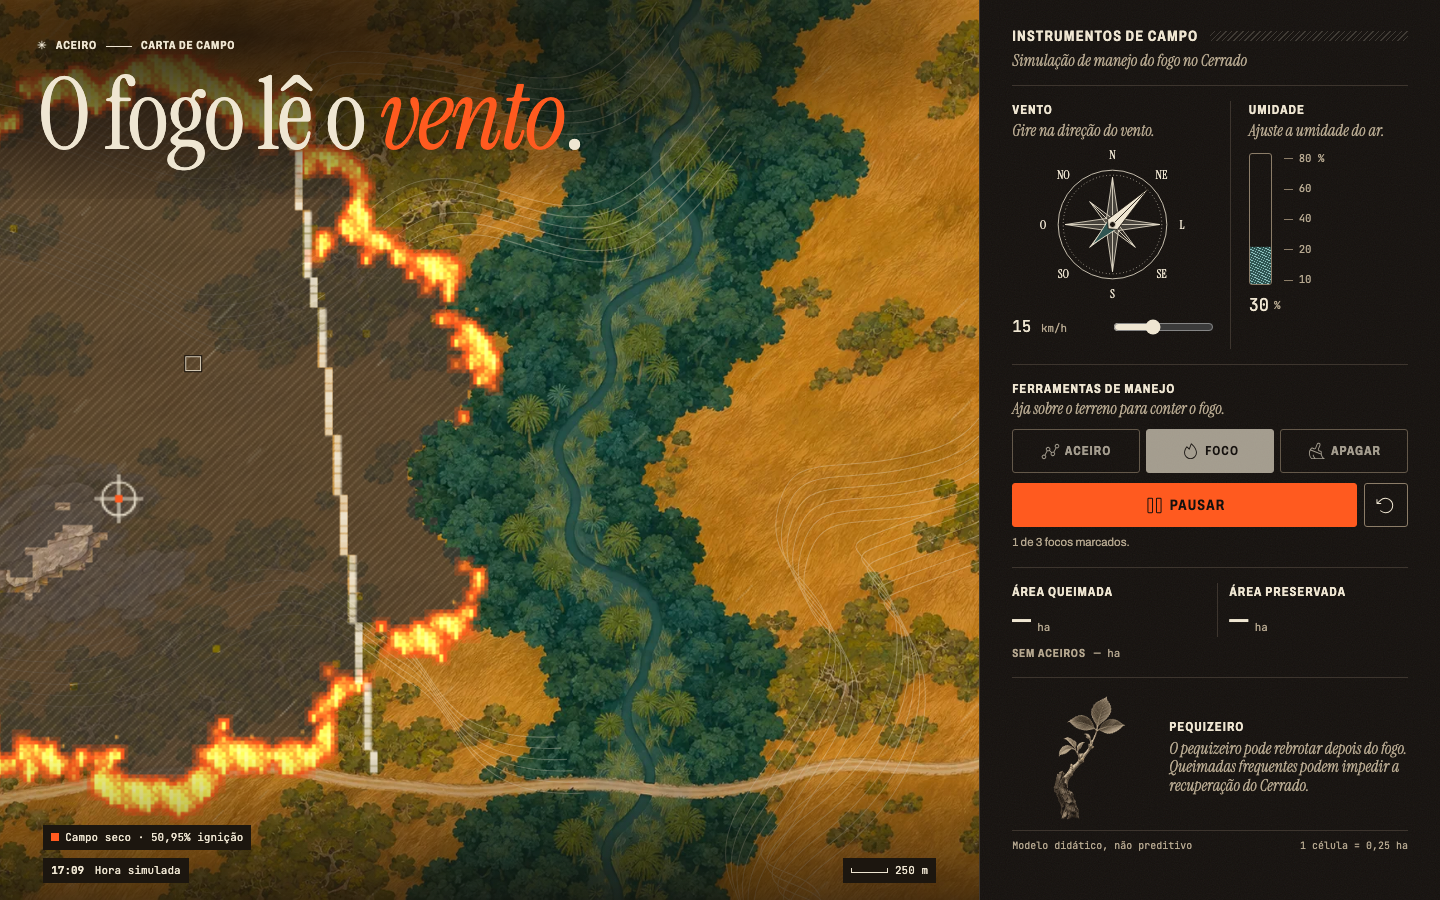 ACEIRO — CARTA DE CAMPO
O fogo lê o vento.
Campo seco · 50,95% ignição
17:09 Hora simulada
250 m
INSTRUMENTOS DE CAMPO
Simulação de manejo do fogo no Cerrado
VENTO
Gire na direção do vento.
N
NO
NE
O
L
SO
SE
S
15 km/h
UMIDADE
Ajuste a umidade do ar.
80 %
60
40
20
10
30 %
FERRAMENTAS DE MANEJO
Aja sobre o terreno para conter o fogo.
ACEIRO
FOCO
APAGAR
PAUSAR
1 de 3 focos marcados.
ÁREA QUEIMADA
— ha
ÁREA PRESERVADA
— ha
SEM ACEIROS — ha
PEQUIZEIRO
O pequizeiro pode rebrotar depois do fogo.
Queimadas frequentes podem impedir a
recuperação do Cerrado.
Modelo didático, não preditivo
1 célula = 0,25 ha